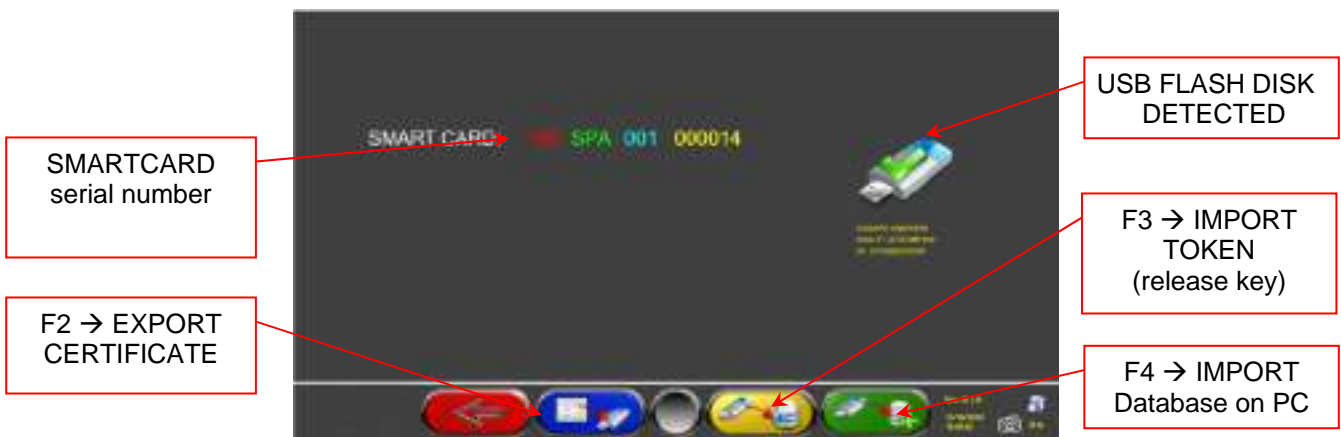 SMARTCARD
serial number
F2 → EXPORT
CERTIFICATE
SMART CARD: SPA 001 000014
USB FLASH DISK
DETECTED
F3 → IMPORT
TOKEN
(release key)
F4 → IMPORT
Database on PC